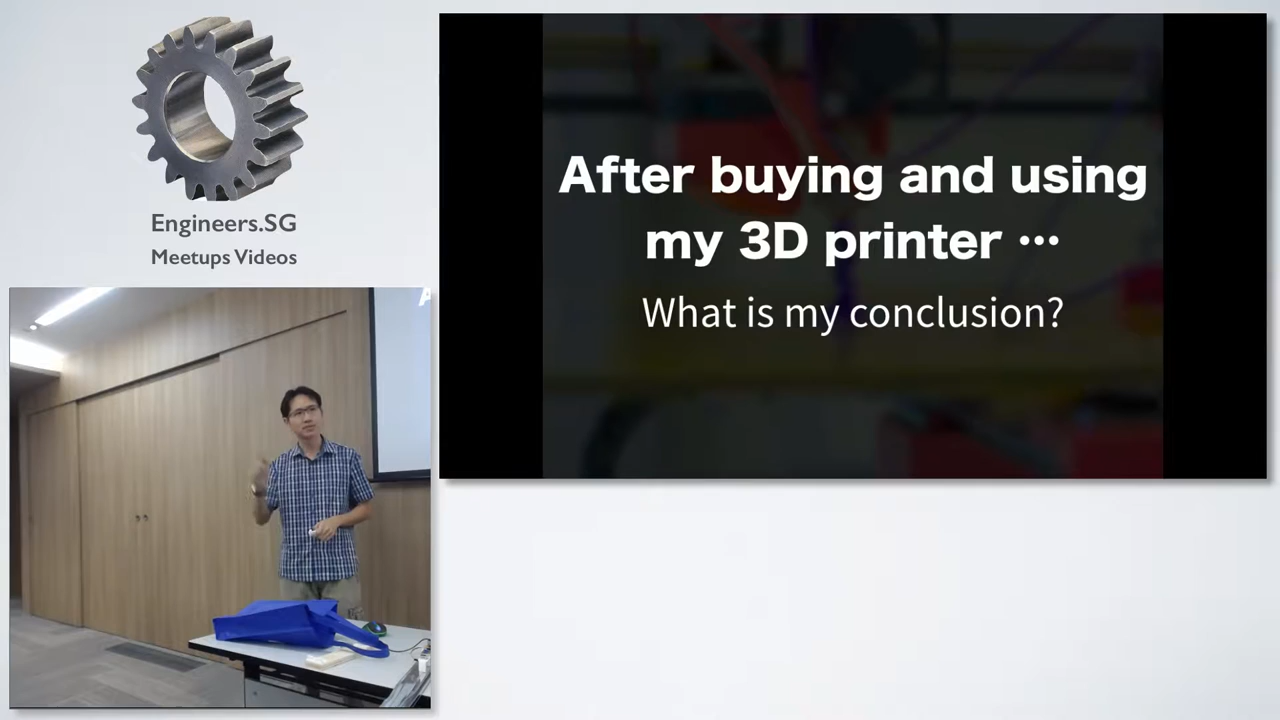 Engineers.SG
Meetups Videos
After buying and using
my 3D printer …
What is my conclusion?